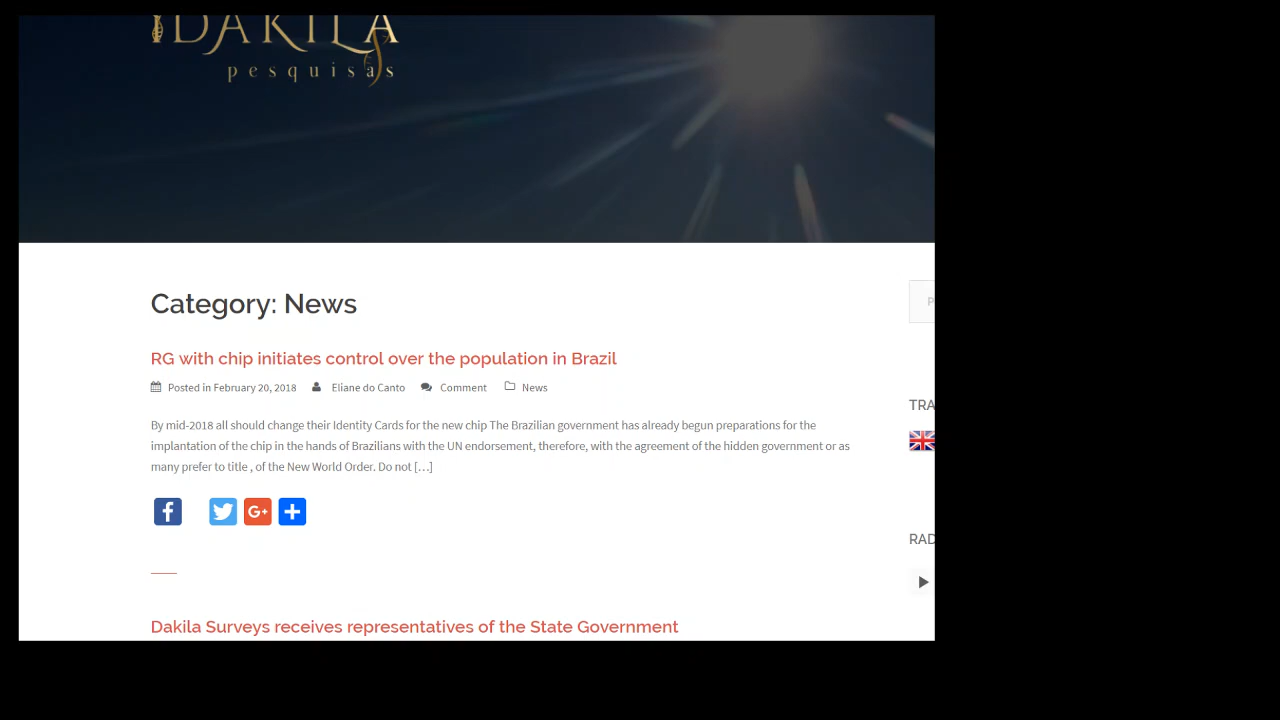 DAKILA
pesquisas
Category: News
RG with chip initiates control over the population in Brazil
Posted in February 20, 2018 Eliane do Canto Comment News
By mid-2018 all should change their Identity Cards for the new chip The Brazilian government has already begun preparations for the
implantation of the chip in the hands of Brazilians with the UN endorsement, therefore, with the agreement of the hidden government or as
many prefer to title , of the New World Order. Do not […]
Dakila Surveys receives representatives of the State Government
P
TRA
RAD